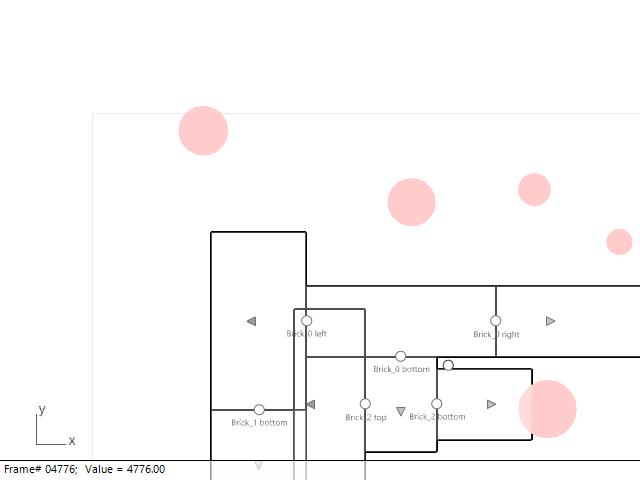 Brick_0 left
Brick_0 right
Brick_0 bottom
Brick_2 top
Brick_2 bottom
Brick_1 bottom
y
x
Frame# 04776; Value = 4776.00